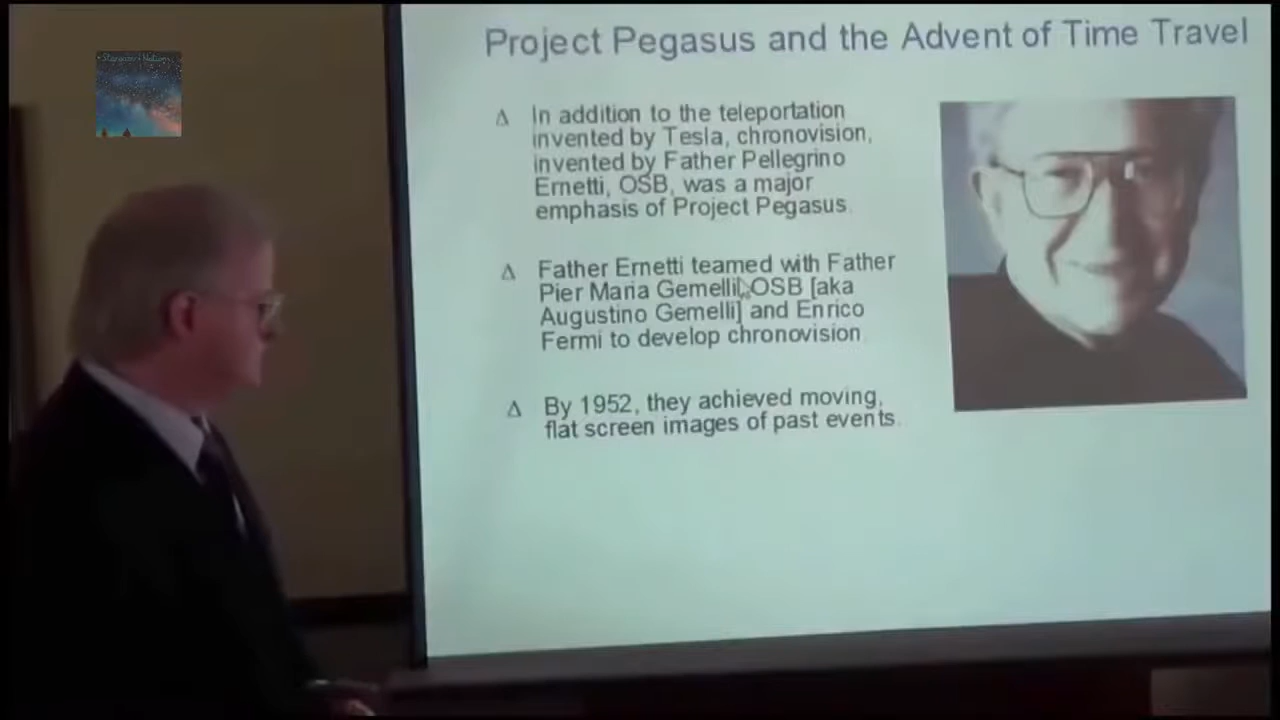 Project Pegasus and the Advent of Time Travel
Δ In addition to the teleportation
invented by Tesla, chronovision,
invented by Father Pellegrino
Ernetti, OSB, was a major
emphasis of Project Pegasus.
Δ Father Ernetti teamed with Father
Pier Maria Gemelli, OSB [aka
Augustino Gemelli] and Enrico
Fermi to develop chronovision.
Δ By 1952, they achieved moving,
flat screen images of past events.